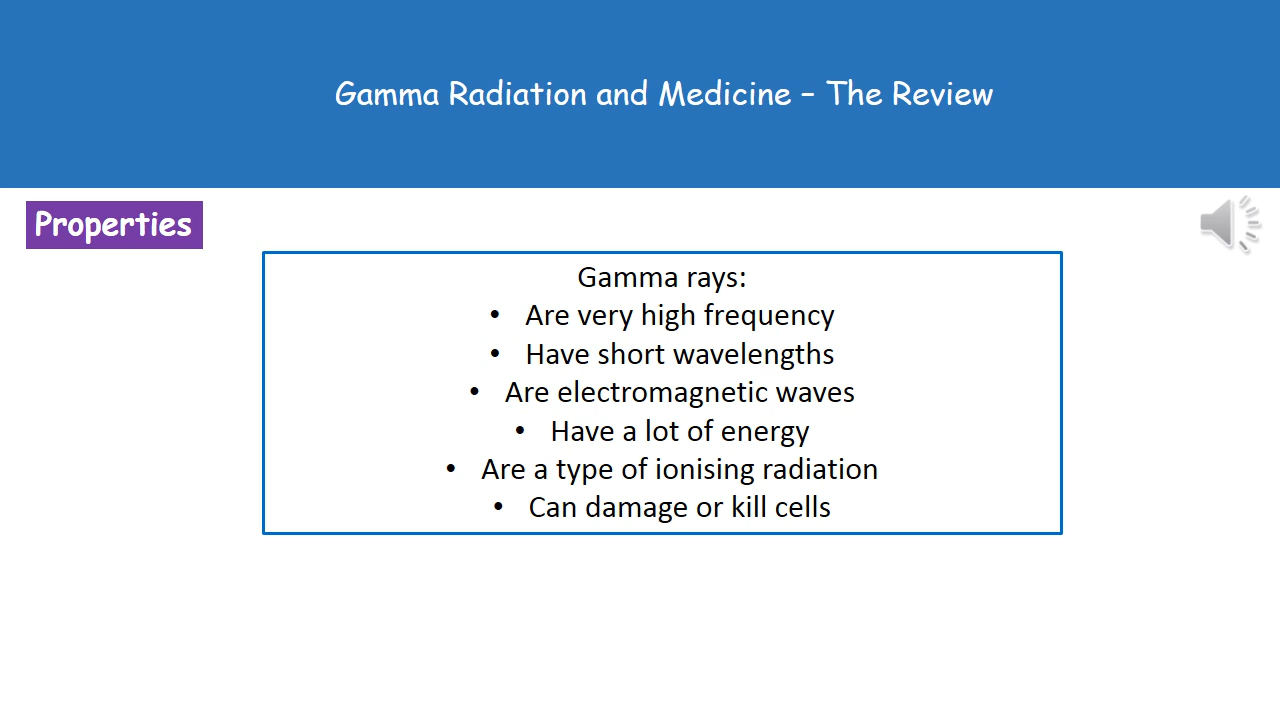 Gamma Radiation and Medicine – The Review
Properties
Gamma rays:
• Are very high frequency
• Have short wavelengths
• Are electromagnetic waves
• Have a lot of energy
• Are a type of ionising radiation
• Can damage or kill cells